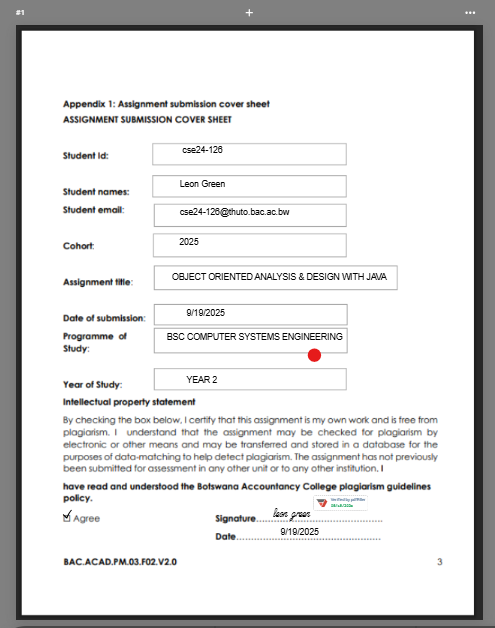 #1
Appendix 1: Assignment submission cover sheet
ASSIGNMENT SUBMISSION COVER SHEET
Student Id: cse24-126
Student names: Leon Green
Student email: cse24-126@thuto.bac.ac.bw
Cohort: 2025
Assignment title: OBJECT ORIENTED ANALYSIS & DESIGN WITH JAVA
Date of submission: 9/19/2025
Programme of Study: BSC COMPUTER SYSTEMS ENGINEERING
Year of Study: YEAR 2
Intellectual property statement
By checking the box below, I certify that this assignment is my own work and is free from
plagiarism. I understand that the assignment may be checked for plagiarism by
electronic or other means and may be transferred and stored in a database for the
purposes of data-matching to help detect plagiarism. The assignment has not previously
been submitted for assessment in any other unit or to any other institution. I
have read and understood the Botswana Accountancy College plagiarism guidelines
policy.
Agree
Signature leon green
Verified by pdfFiller
Date 9/19/2025
BAC.ACAD.PM.03.F02.V2.0 3